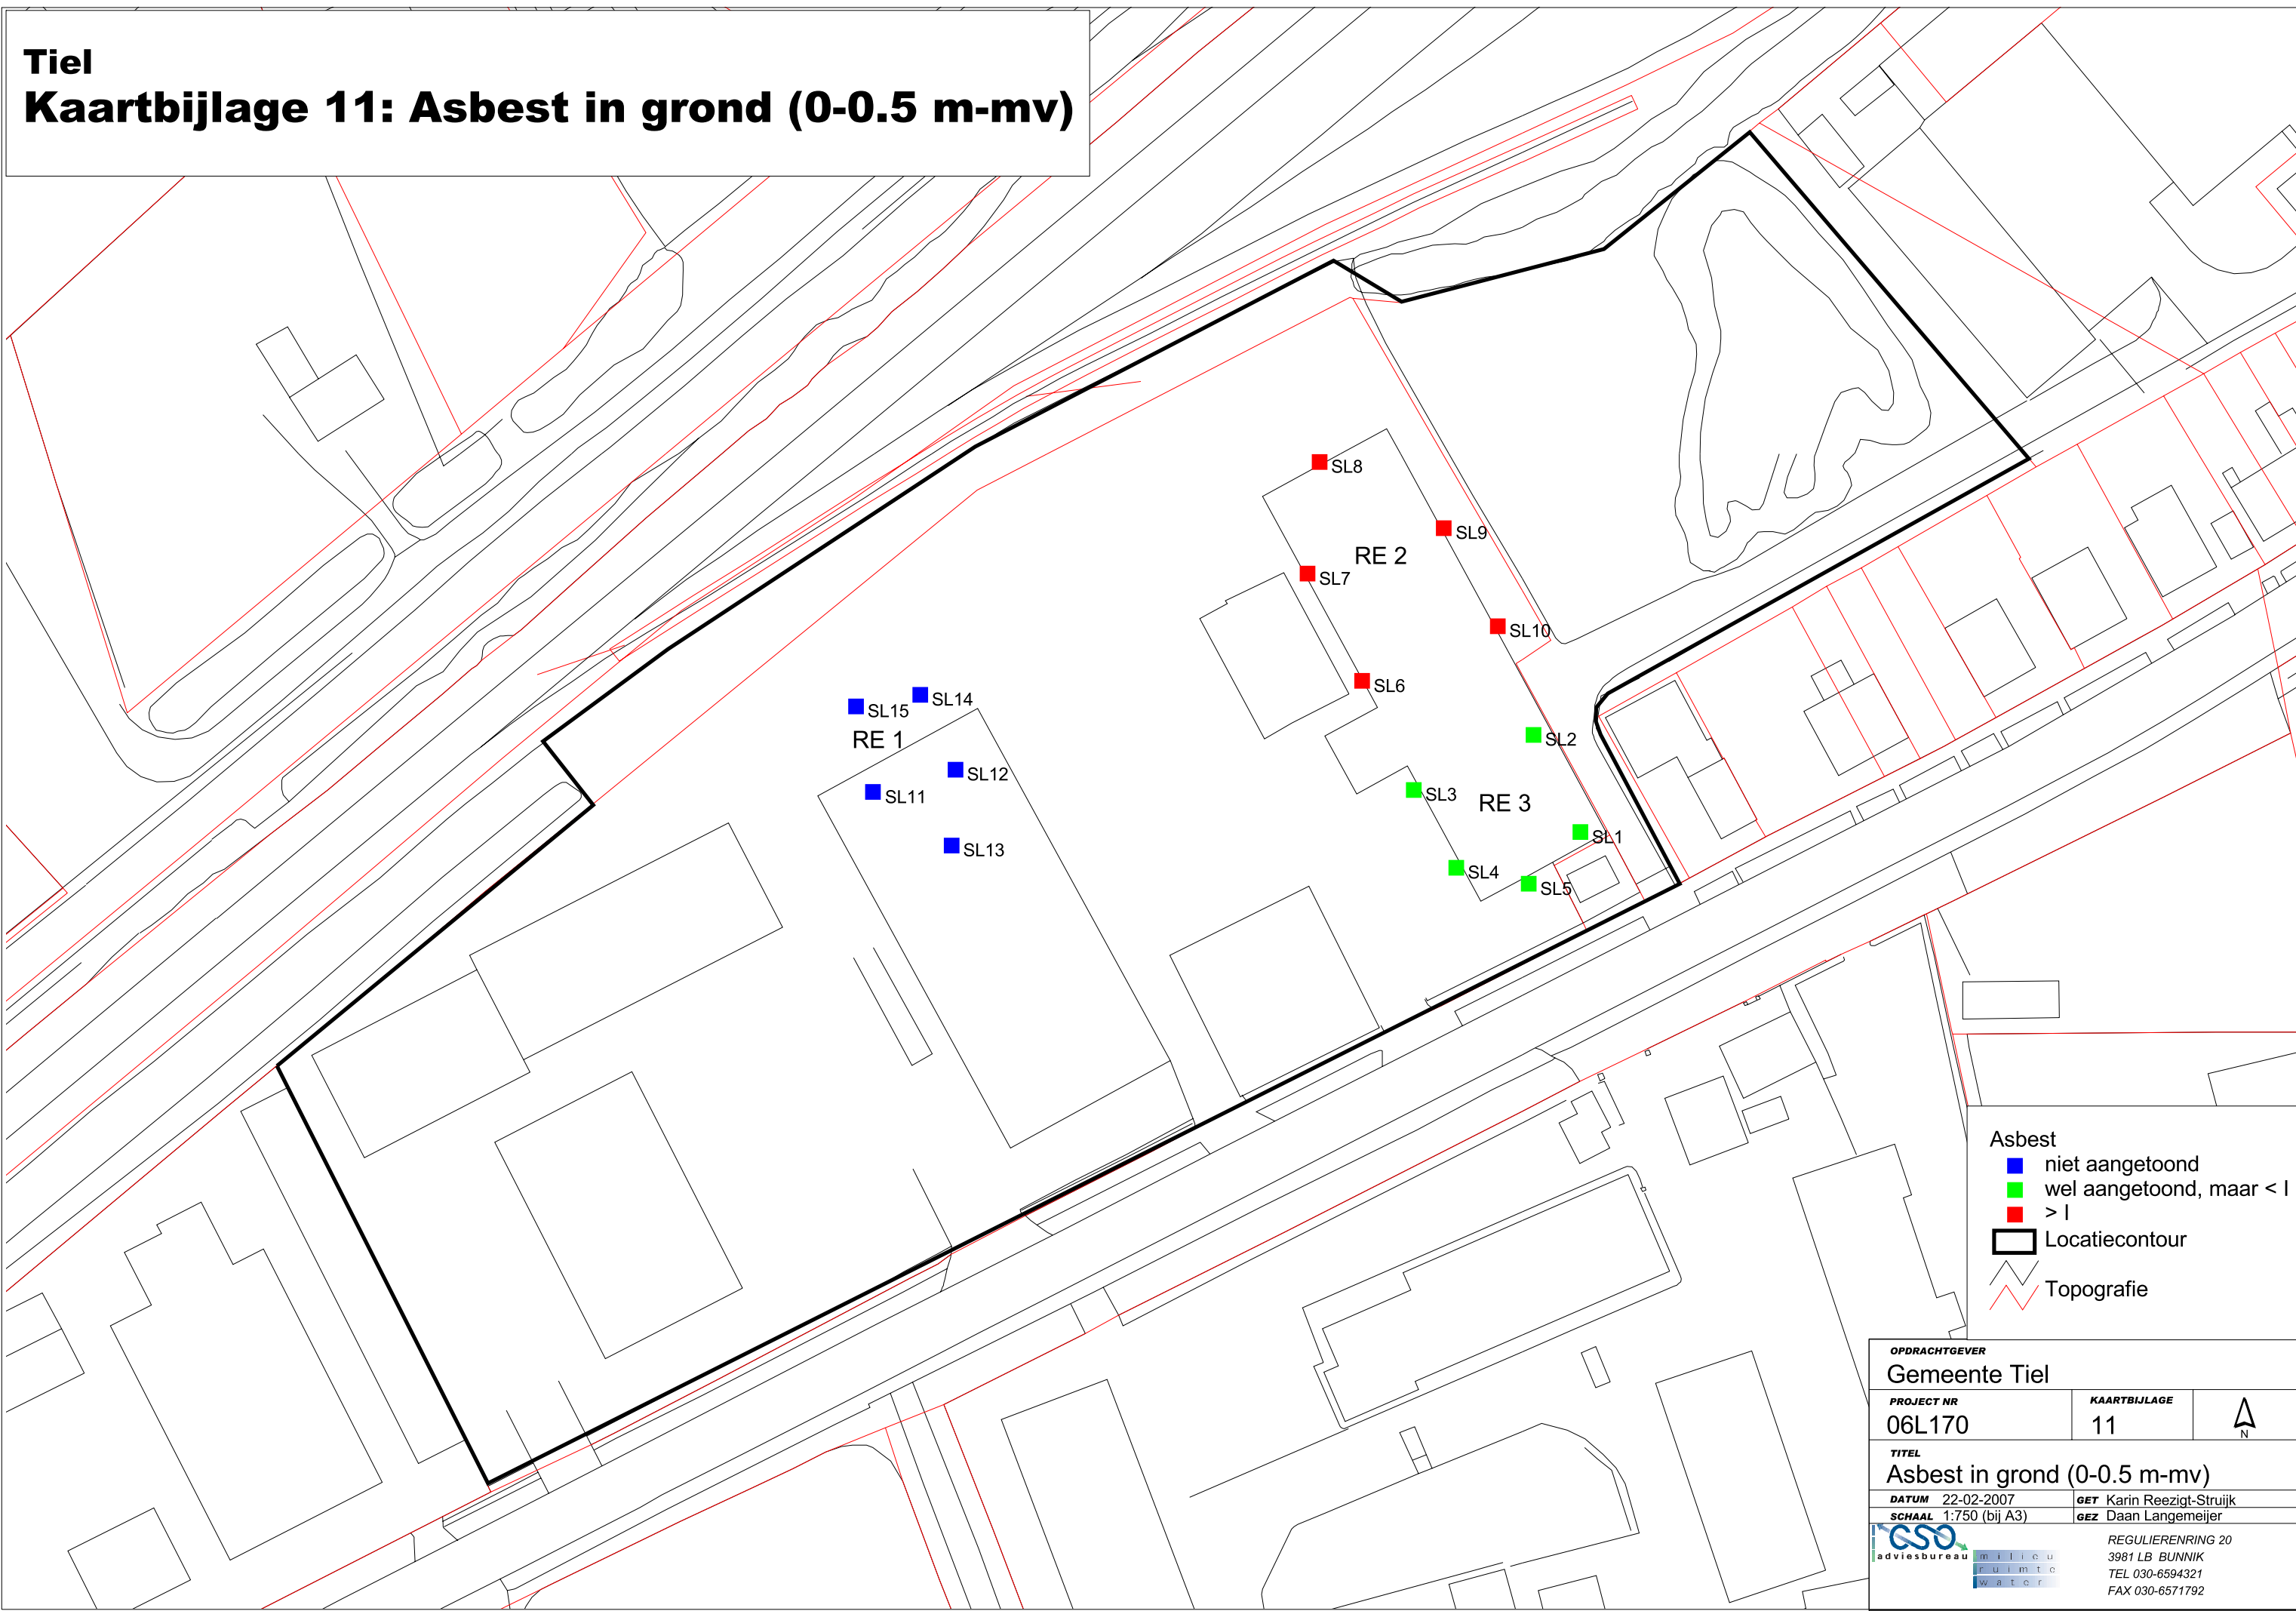 Tiel
Kaartbijlage 11: Asbest in grond (0-0.5 m-mv)
SL8
SL9
RE 2
SL7
SL10
SL6
SL14
SL15
RE 1
SL2
SL12
SL11
SL3
RE 3
SL1
SL13
SL4
SL5
Asbest
niet aangetoond
wel aangetoond, maar < I
> I
Locatiecontour
Topografie
OPDRACHTGEVER
Gemeente Tiel
PROJECT NR
KAARTBIJLAGE
06L170
11
N
TITEL
Asbest in grond (0-0.5 m-mv)
DATUM 22-02-2007
GET Karin Reezigt-Struijk
SCHAAL 1:750 (bij A3)
GEZ Daan Langemeijer
CSO
adviesbureau
milieu
ruimte
water
REGULIERENRING 20
3981 LB BUNNIK
TEL 030-6594321
FAX 030-6571792